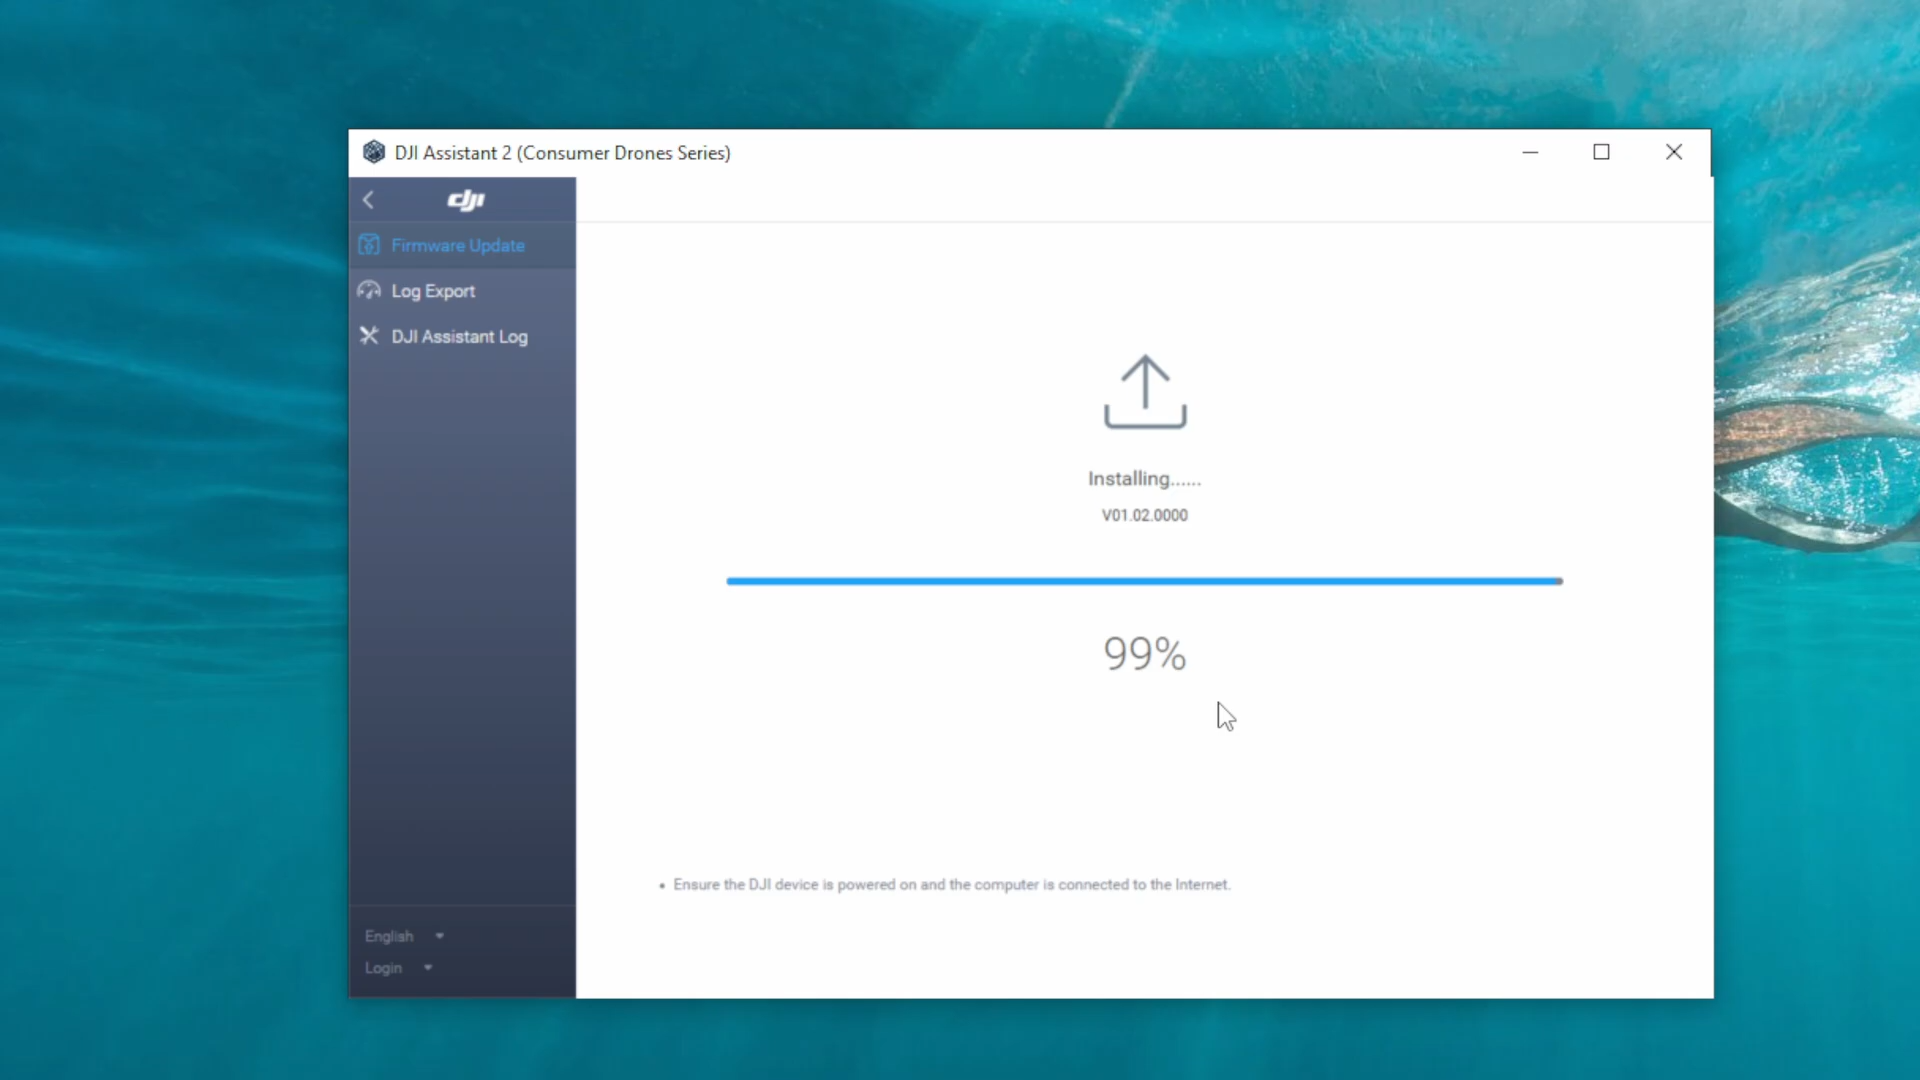 DJI Assistant 2 (Consumer Drones Series)
dji
Firmware Update
Log Export
DJI Assistant Log
Installing......
V01.02.0000
99%
• Ensure the DJI device is powered on and the computer is connected to the Internet.
English
Login